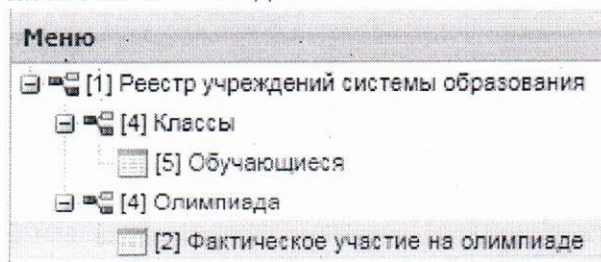 Меню
[1] Реестр учреждений системы образования
[4] Классы
[5] Обучающиеся
[4] Олимпиада
[2] Фактическое участие на олимпиаде